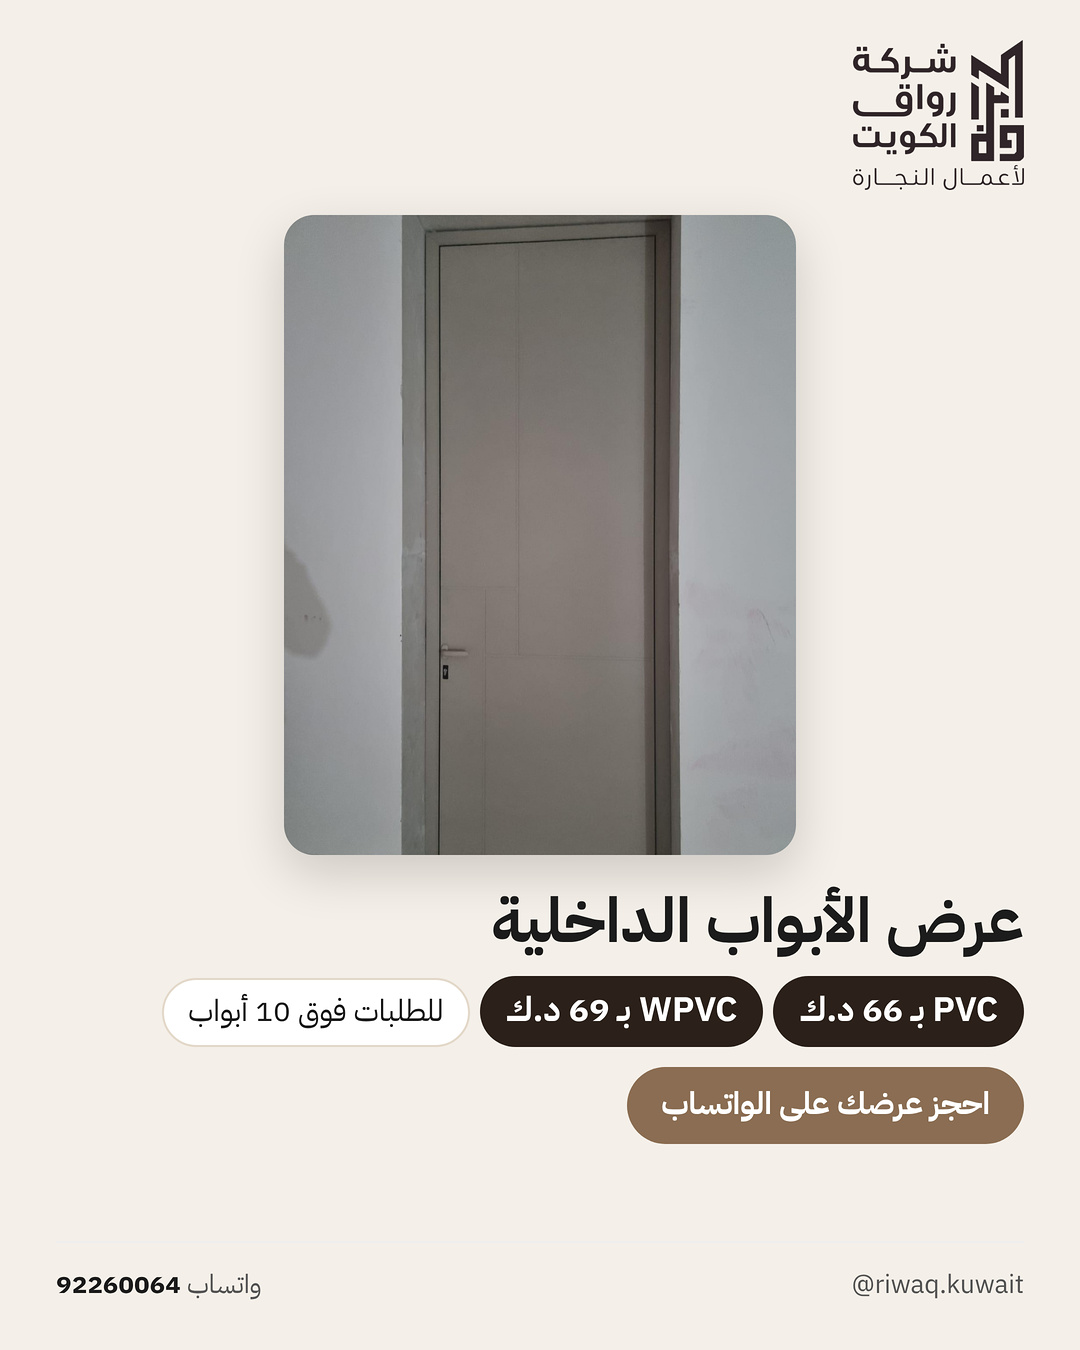 شركة
رواق
الكويت
لأعمال النجارة
عرض الأبواب الداخلية
PVC بـ 66 د.ك
WPVC بـ 69 د.ك
للطلبات فوق 10 أبواب
احجز عرضك على الواتساب
@riwaq.kuwait
واتساب 92260064